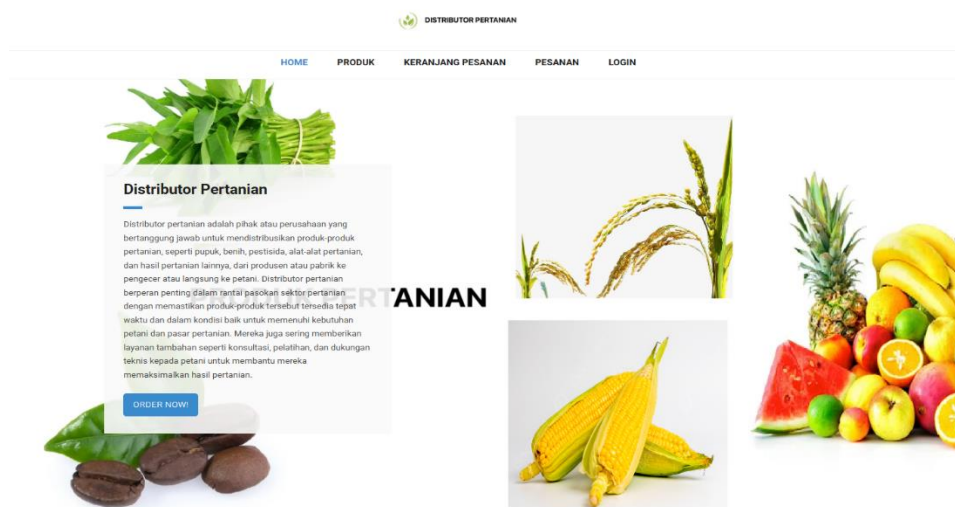 DISTRIBUTOR PERTANIAN
HOME PRODUK KERANJANG PESANAN PESANAN LOGIN
Distributor Pertanian
Distributor pertanian adalah pihak atau perusahaan yang
bertanggung jawab untuk mendistribusikan produk-produk
pertanian, seperti pupuk, benih, pestisida, alat-alat pertanian,
dan hasil pertanian lainnya, dari produsen atau pabrik ke
pengecer atau langsung ke petani. Distributor pertanian
berperan penting dalam rantai pasokan sektor pertanian
dengan memastikan produk-produk tersebut tersedia tepat
waktu dan dalam kondisi baik untuk memenuhi kebutuhan
petani dan pasar pertanian. Mereka juga sering memberikan
layanan tambahan seperti konsultasi, pelatihan, dan dukungan
teknis kepada petani untuk membantu mereka
memaksimalkan hasil pertanian.
ORDER NOW!
PRODUK PERTANIAN